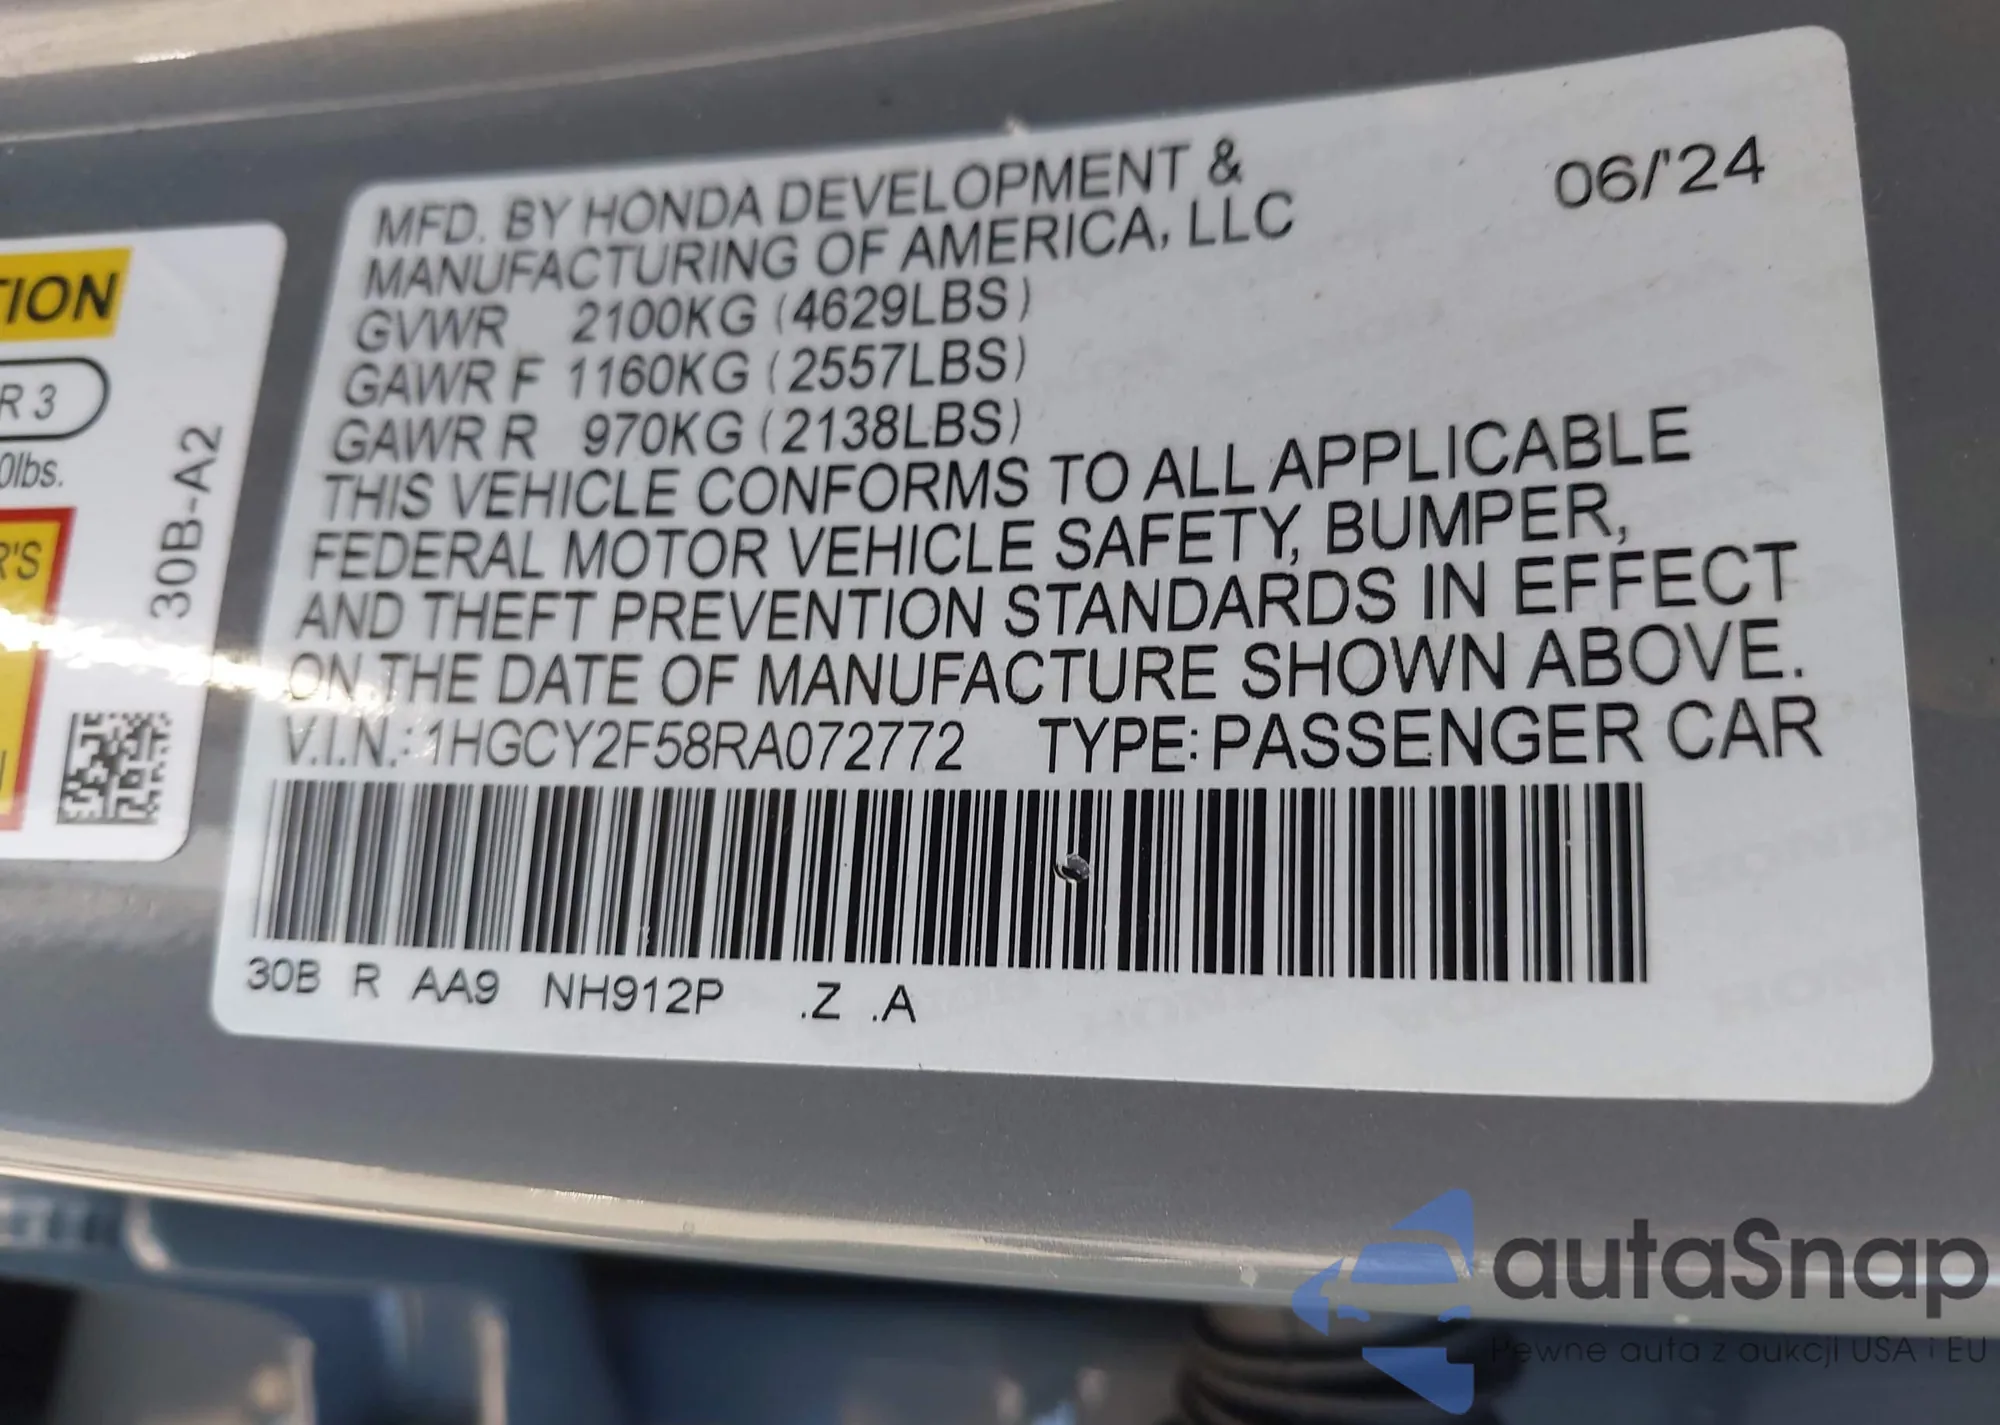 TION
R 3
0lbs.
R'S
30B-A2
MFD. BY HONDA DEVELOPMENT &
MANUFACTURING OF AMERICA, LLC
06/'24
GVWR 2100KG (4629LBS)
GAWR F 1160KG (2557LBS)
GAWR R 970KG (2138LBS)
THIS VEHICLE CONFORMS TO ALL APPLICABLE
FEDERAL MOTOR VEHICLE SAFETY, BUMPER,
AND THEFT PREVENTION STANDARDS IN EFFECT
ON THE DATE OF MANUFACTURE SHOWN ABOVE.
V.I.N.: 1HGCY2F58RA072772 TYPE: PASSENGER CAR
30B R AA9 NH912P .Z .A
autaSnap
Pewne auta z aukcji USA i EU